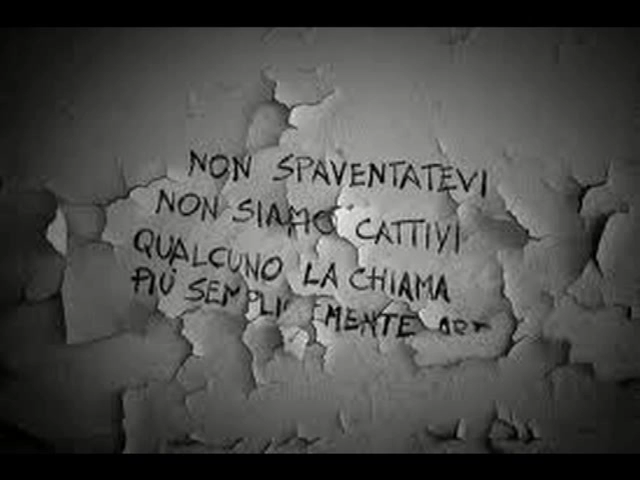 NON SPAVENTATEVI
NON SIAMO CATTIVI
QUALCUNO LA CHIAMA
PIÙ SEMPLICEMENTE